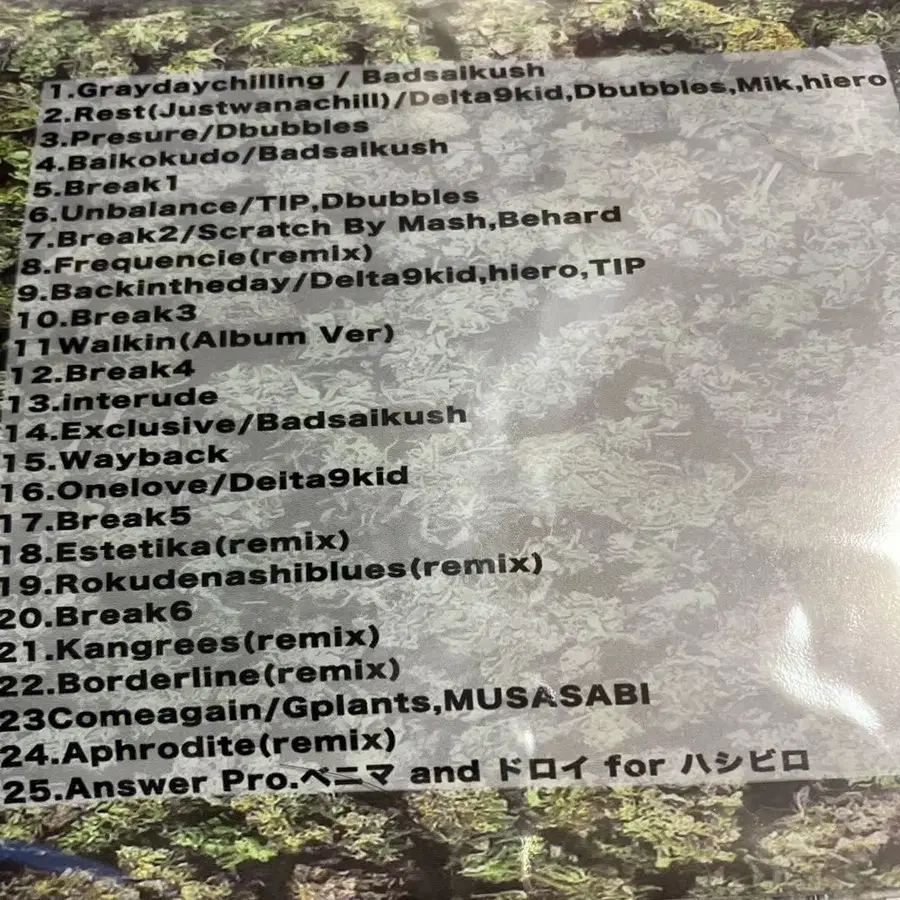 1.Graydaychilling / Badsaikush
2.Rest(Justwanachill)/Delta9kid,Dbubbles,Mik,hiero
3.Presure/Dbubbles
4.Baikokudo/Badsaikush
5.Break1
6.Unbalance/TIP,Dbubbles
7.Break2/Scratch By Mash,Behard
8.Frequencie(remix)
9.Backintheday/Delta9kid,hiero,TIP
10.Break3
11Walkin(Album Ver)
12.Break4
13.interude
14.Exclusive/Badsaikush
15.Wayback
16.Onelove/Deita9kid
17.Break5
18.Estetika(remix)
19.Rokudenashiblues(remix)
20.Break6
21.Kangrees(remix)
22.Borderline(remix)
23Comeagain/Gplants,MUSASABI
24.Aphrodite(remix)
25.Answer Pro.ベニマ and ドロイ for ハシビロ